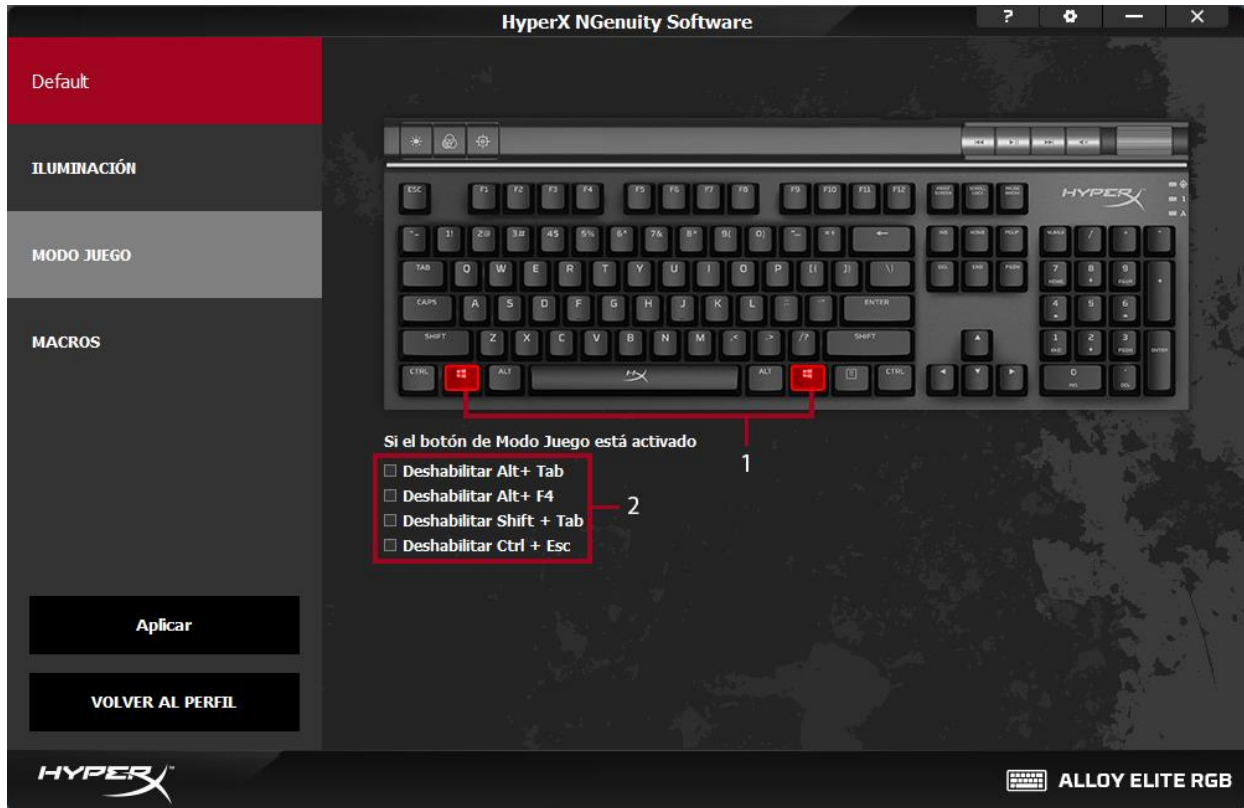 HyperX NGenuity Software
? 
Default
ILUMINACIÓN
MODO JUEGO
MACROS
ESC F1 F2 F3 F4 F5 F6 F7 F8 F9 F10 F11 F12
HYPERX
TAB Q W E R T Y U I O P
CAPS A S D F G H J K L ENTER
SHIFT Z X C V B N M SHIFT
CTRL ALT HX ALT CTRL
Si el botón de Modo Juego está activado
1
Deshabilitar Alt+ Tab
Deshabilitar Alt+ F4
Deshabilitar Shift + Tab
Deshabilitar Ctrl + Esc
2
Aplicar
VOLVER AL PERFIL
HYPERX™
ALLOY ELITE RGB